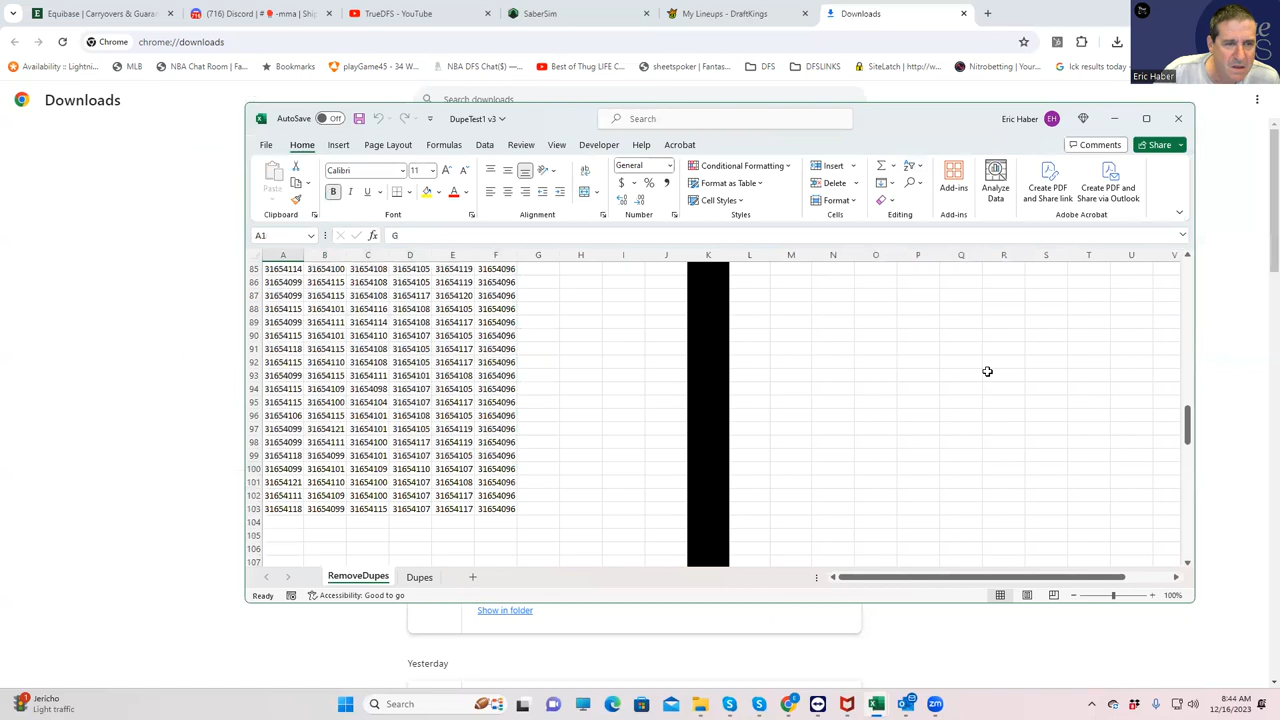 Equibase | Carryovers & Guara
(716) Discord | # -mma | Ship
TrueDFS - YouTube
SaberSim
My Lineups - DraftKings
Downloads
Chrome
chrome://downloads
Availability :: Lightni...
MLB
NBA Chat Room | Fa...
Bookmarks
playGame45 - 34 W...
NBA DFS Chat($) -...
Best of Thug LIFE C...
sheetspoker | Fantas...
DFS
DFSLINKS
SiteLatch | http://w...
Nitrobetting | Your...
Ick results today -...
Eric Haber
Downloads
Search downloads
AutoSave Off
DupeTest1 v3
Search
Eric Haber
EH
File
Home
Insert
Page Layout
Formulas
Data
Review
View
Developer
Help
Acrobat
Comments
Share
Paste
Clipboard
Calibri
11
Font
Alignment
General
Number
Conditional Formatting
Format as Table
Cell Styles
Styles
Insert
Delete
Format
Cells
Editing
Add-ins
Add-ins
Analyze
Data
Create PDF
and Share link
Create PDF and
Share via Outlook
Adobe Acrobat
A1
G
A B C D E F G H I J K L M N O P Q R S T U V
85 31654114 31654100 31654108 31654105 31654119 31654096
86 31654099 31654115 31654108 31654105 31654119 31654096
87 31654099 31654115 31654108 31654117 31654120 31654096
88 31654115 31654101 31654109 31654108 31654105 31654096
89 31654099 31654111 31654114 31654108 31654117 31654096
90 31654115 31654101 31654110 31654107 31654105 31654096
91 31654118 31654115 31654108 31654105 31654117 31654096
92 31654115 31654110 31654108 31654105 31654117 31654096
93 31654099 31654115 31654111 31654101 31654108 31654096
94 31654115 31654109 31654098 31654107 31654105 31654096
95 31654115 31654100 31654104 31654107 31654117 31654096
96 31654106 31654115 31654101 31654108 31654105 31654096
97 31654099 31654121 31654101 31654105 31654119 31654096
98 31654099 31654111 31654100 31654117 31654119 31654096
99 31654118 31654099 31654101 31654107 31654105 31654096
100 31654099 31654101 31654109 31654110 31654107 31654096
101 31654121 31654110 31654100 31654107 31654108 31654096
102 31654111 31654109 31654100 31654107 31654119 31654096
103 31654118 31654099 31654115 31654107 31654117 31654096
104
105
106
107
RemoveDupes
Dupes
Ready
Accessibility: Good to go
100%
Show in folder
Yesterday
Jericho
Light traffic
Search
8:44 AM
12/16/2023